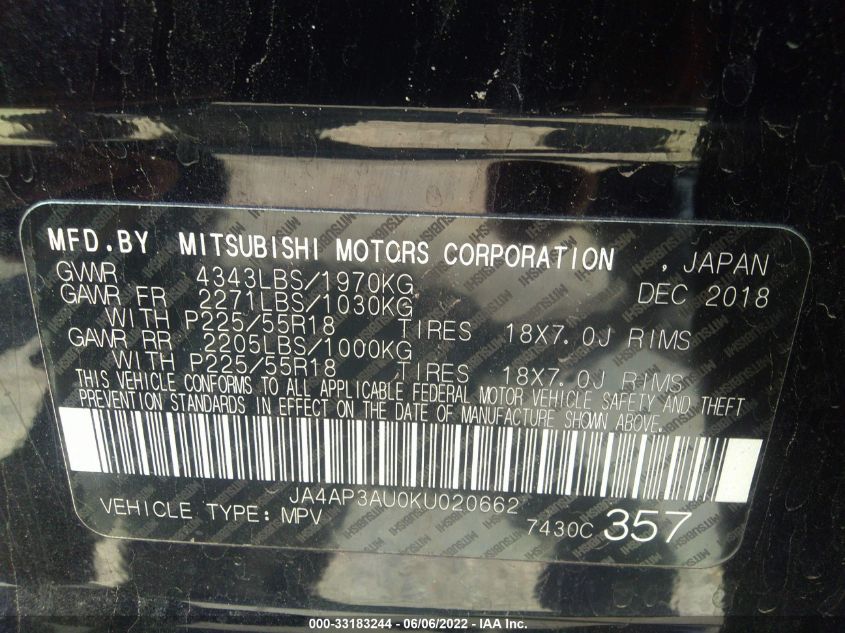 MFD.BY MITSUBISHI MOTORS CORPORATION , JAPAN
GVWR 4343LBS/1970KG DEC 2018
GAWR FR 2271LBS/1030KG
WITH P225/55R18 TIRES 18X7.0J RIMS
GAWR RR 2205LBS/1000KG
WITH P225/55R18 TIRES 18X7.0J RIMS
THIS VEHICLE CONFORMS TO ALL APPLICABLE FEDERAL MOTOR VEHICLE SAFETY AND THEFT
PREVENTION STANDARDS IN EFFECT ON THE DATE OF MANUFACTURE SHOWN ABOVE.
JA4AP3AU0KU020662
VEHICLE TYPE: MPV 7430C 357
000-33183244 - 06/06/2022 - IAA Inc.